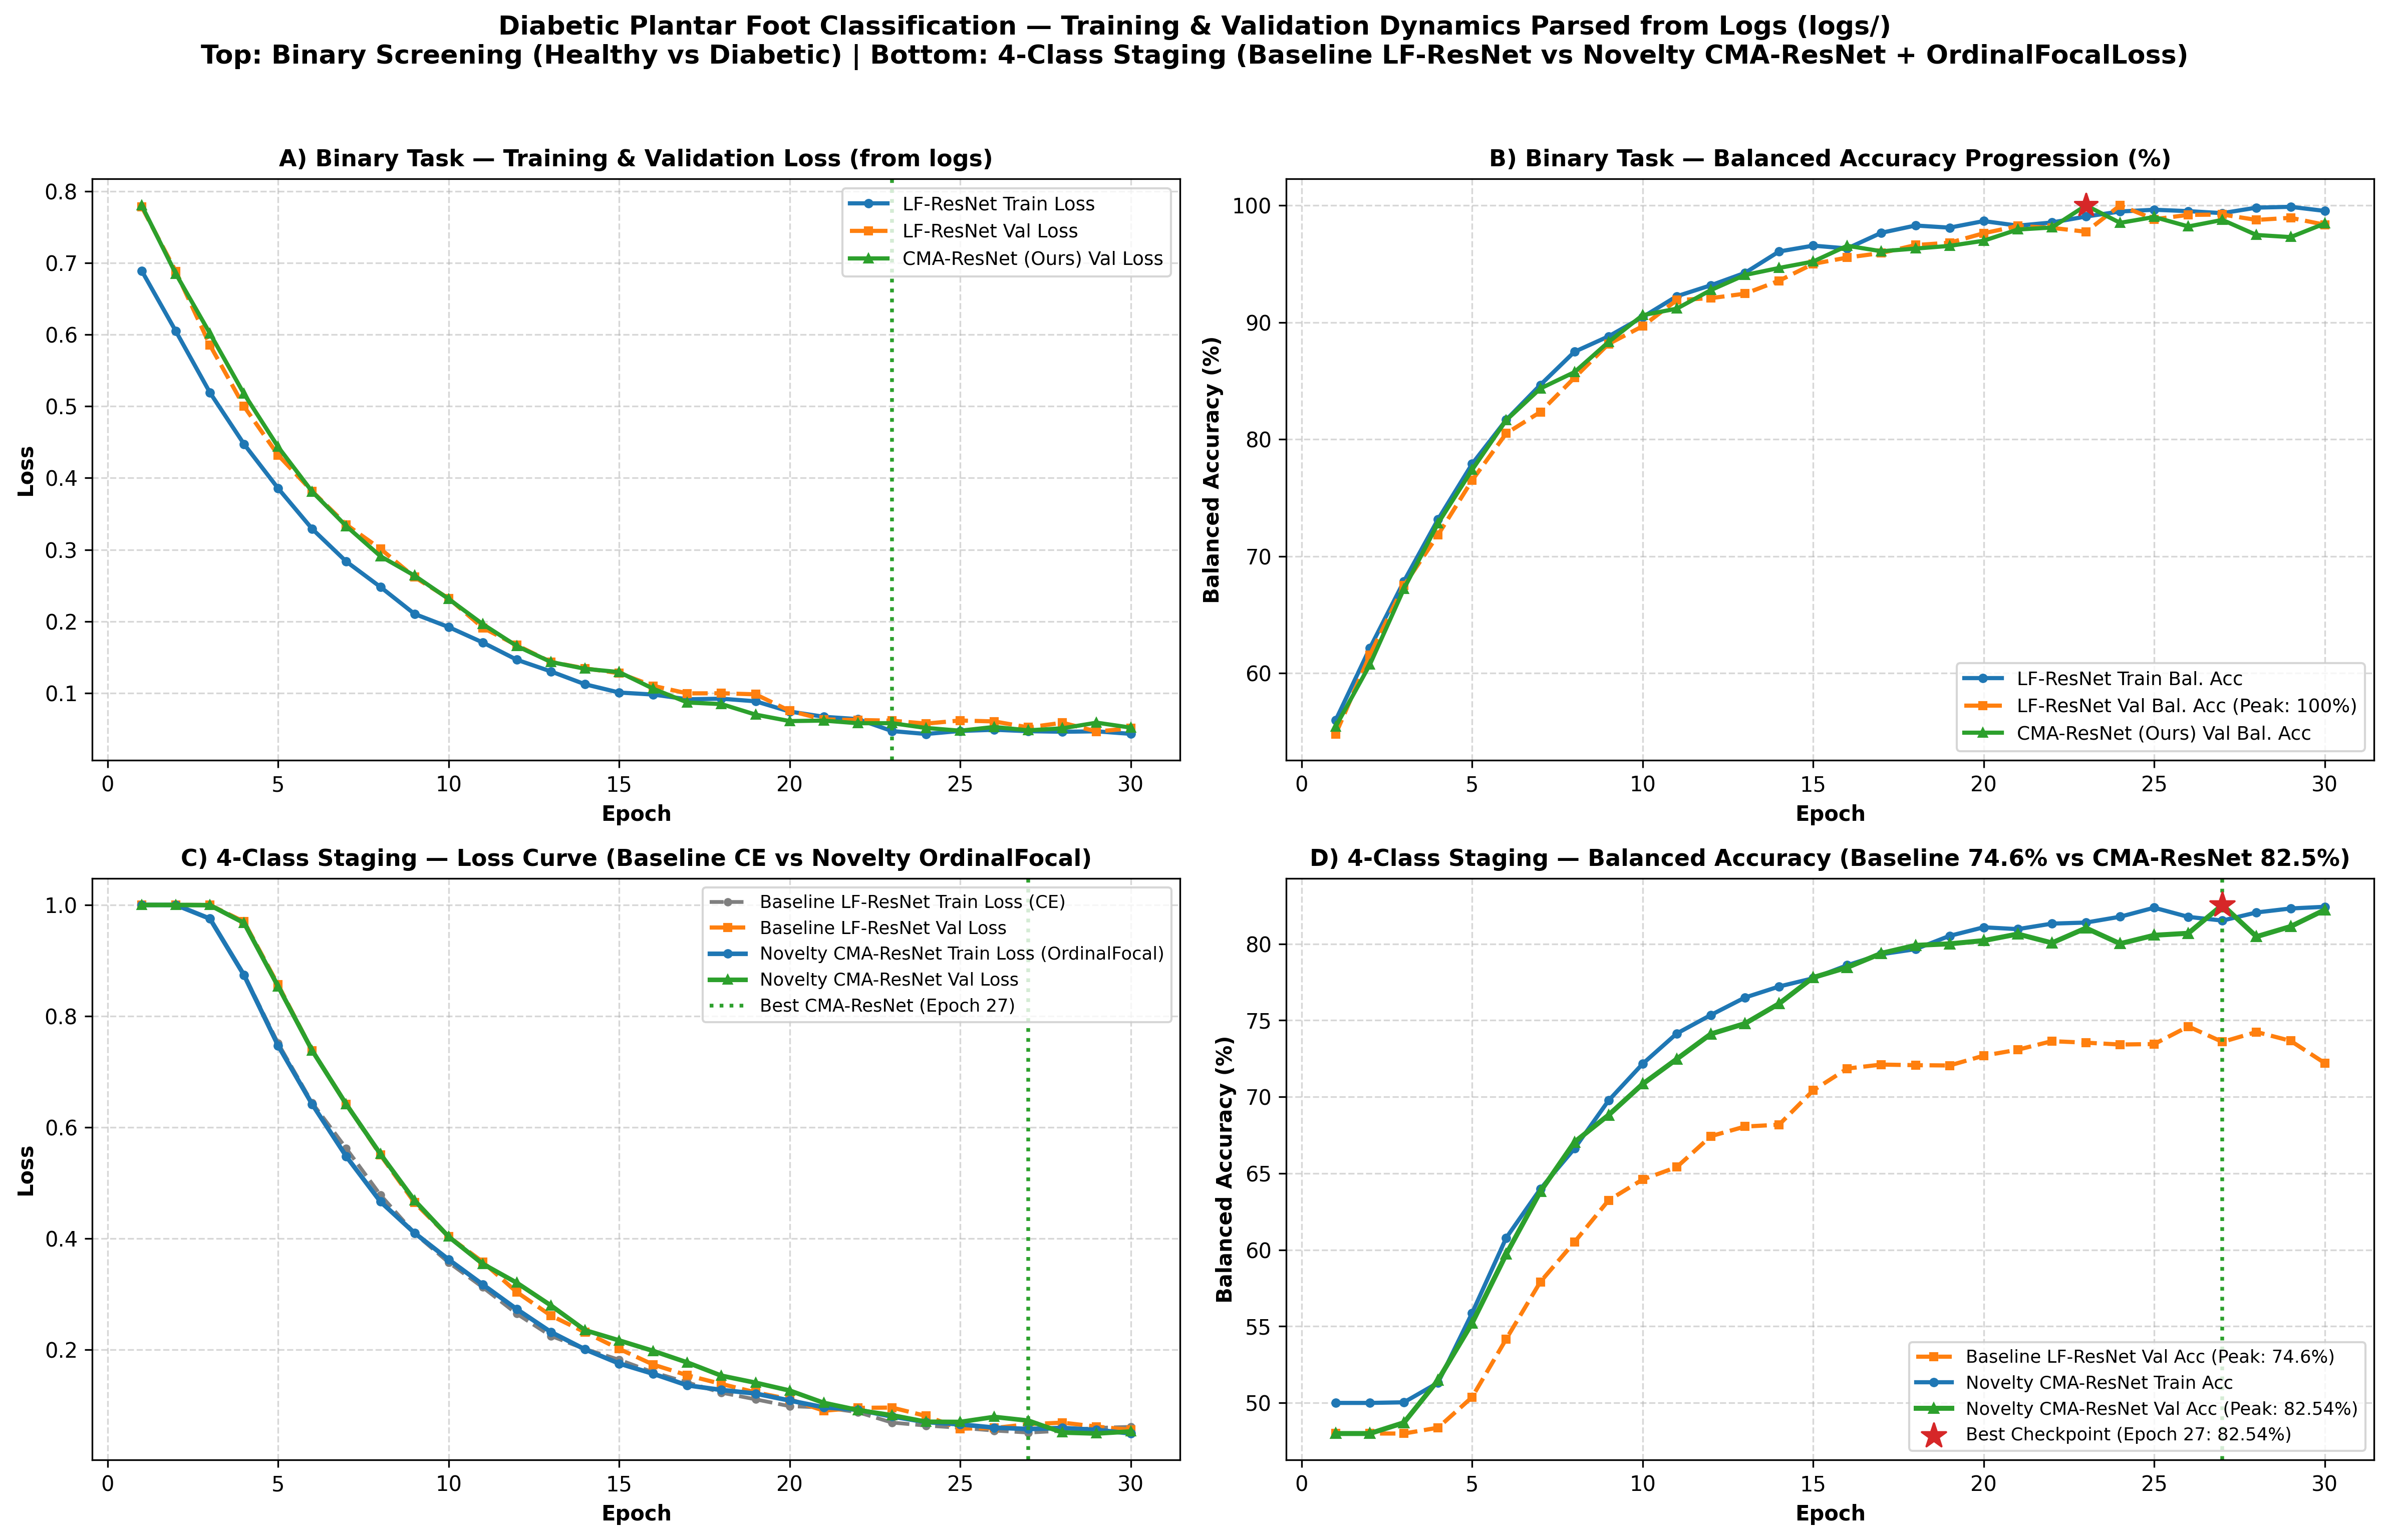 Diabetic Plantar Foot Classification — Training & Validation Dynamics Parsed from Logs (logs/)
Top: Binary Screening (Healthy vs Diabetic) | Bottom: 4-Class Staging (Baseline LF-ResNet vs Novelty CMA-ResNet + OrdinalFocalLoss)
A) Binary Task — Training & Validation Loss (from logs)
LF-ResNet Train Loss
LF-ResNet Val Loss
CMA-ResNet (Ours) Val Loss
Loss
0.8
0.7
0.6
0.5
0.4
0.3
0.2
0.1
0 5 10 15 20 25 30
Epoch
B) Binary Task — Balanced Accuracy Progression (%)
Balanced Accuracy (%)
100
90
80
70
60
LF-ResNet Train Bal. Acc
LF-ResNet Val Bal. Acc (Peak: 100%)
CMA-ResNet (Ours) Val Bal. Acc
0 5 10 15 20 25 30
Epoch
C) 4-Class Staging — Loss Curve (Baseline CE vs Novelty OrdinalFocal)
Baseline LF-ResNet Train Loss (CE)
Baseline LF-ResNet Val Loss
Novelty CMA-ResNet Train Loss (OrdinalFocal)
Novelty CMA-ResNet Val Loss
Best CMA-ResNet (Epoch 27)
Loss
1.0
0.8
0.6
0.4
0.2
0 5 10 15 20 25 30
Epoch
D) 4-Class Staging — Balanced Accuracy (Baseline 74.6% vs CMA-ResNet 82.5%)
Balanced Accuracy (%)
80
75
70
65
60
55
50
Baseline LF-ResNet Val Acc (Peak: 74.6%)
Novelty CMA-ResNet Train Acc
Novelty CMA-ResNet Val Acc (Peak: 82.54%)
Best Checkpoint (Epoch 27: 82.54%)
0 5 10 15 20 25 30
Epoch